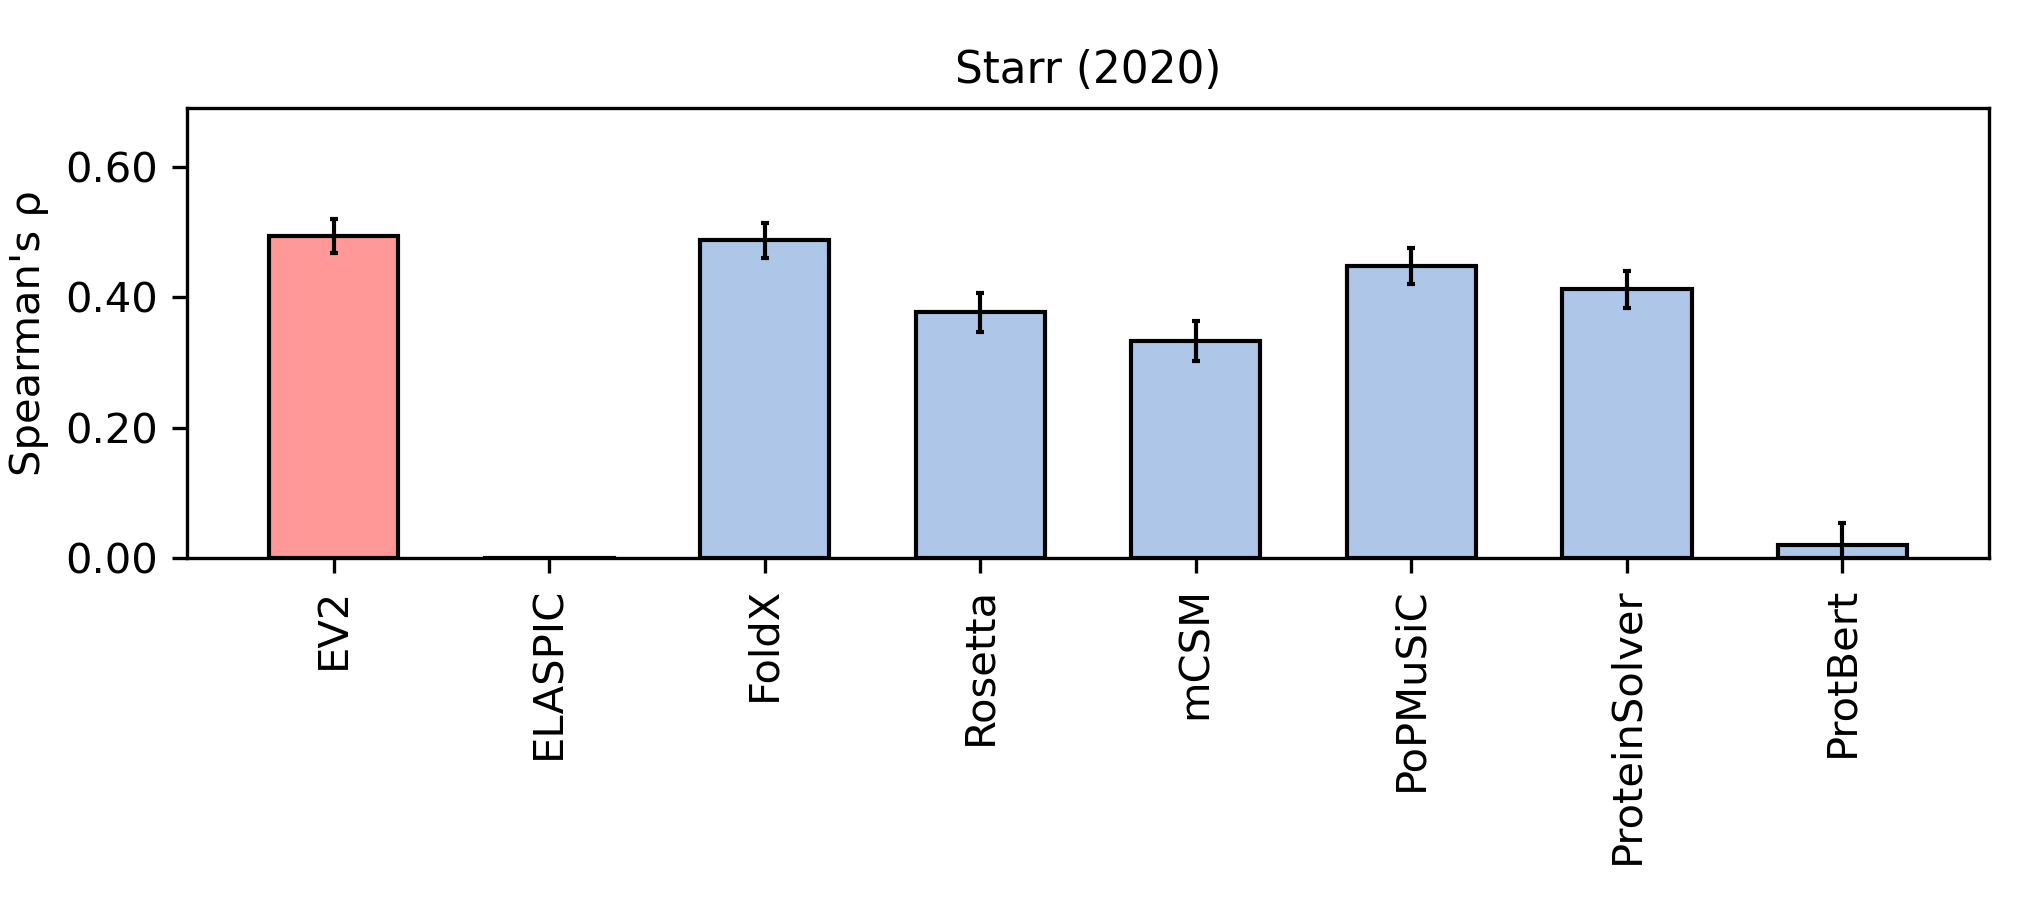 Starr (2020)
Spearman's ρ
0.60
0.40
0.20
0.00
EV2
ELASPIC
FoldX
Rosetta
mCSM
PoPMuSiC
ProteinSolver
ProtBert